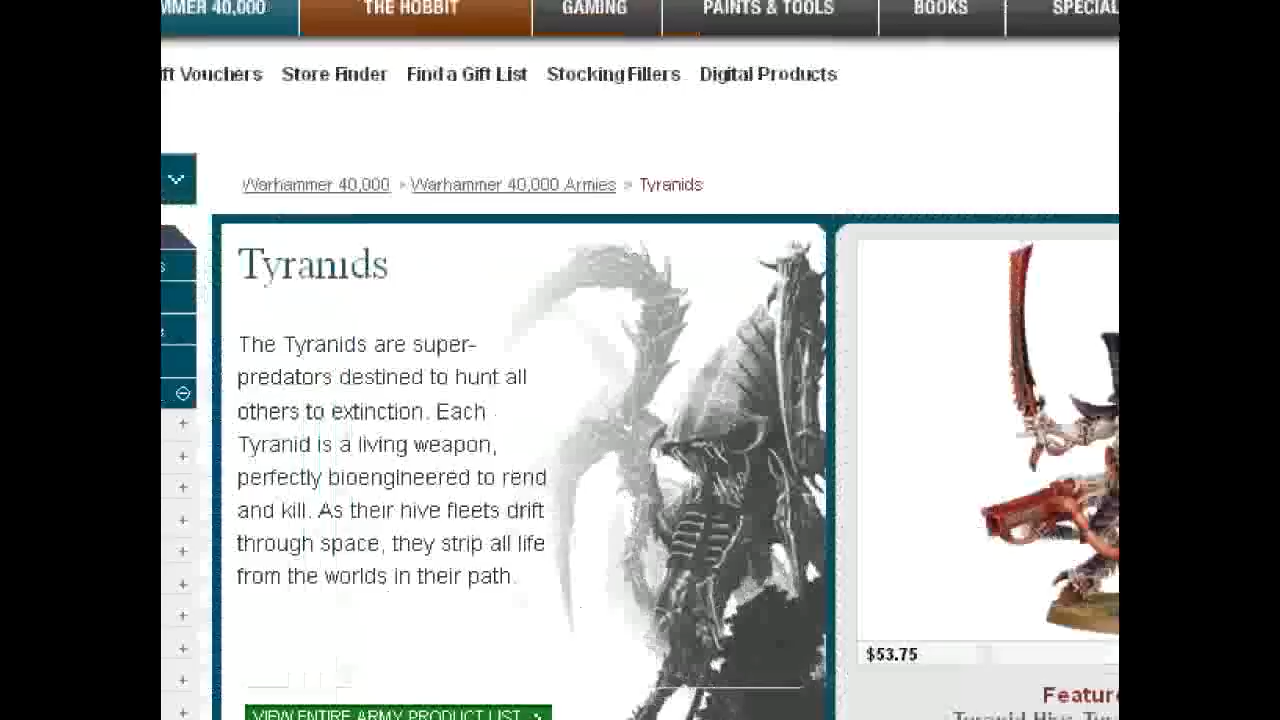 MMER 40,000 THE HOBBIT GAMING PAINTS & TOOLS BOOKS SPECIAL
ft Vouchers Store Finder Find a Gift List Stocking Fillers Digital Products
Warhammer 40,000 » Warhammer 40,000 Armies » Tyranids
Tyranids
The Tyranids are super-
predators destined to hunt all
others to extinction. Each
Tyranid is a living weapon,
perfectly bioengineered to rend
and kill. As their hive fleets drift
through space, they strip all life
from the worlds in their path.
VIEW ENTIRE ARMY PRODUCT LIST
$53.75
Feature
Tyranid Hive Tyr